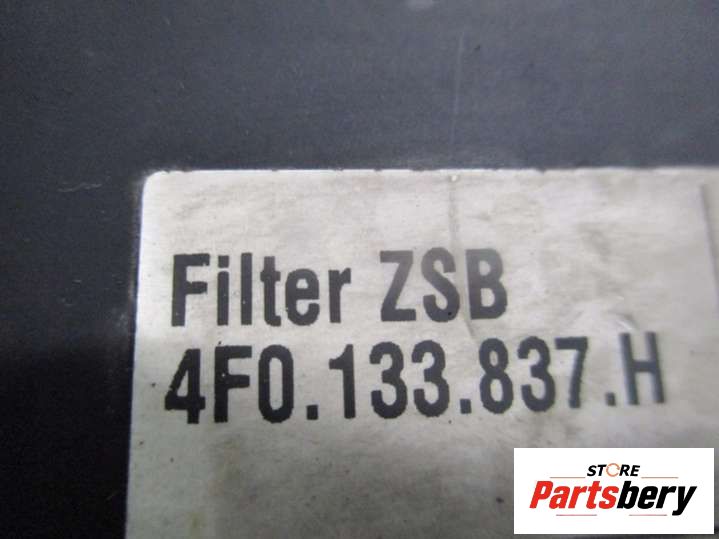 Filter ZSB
4F0.133.837.H
STORE
Partsbery